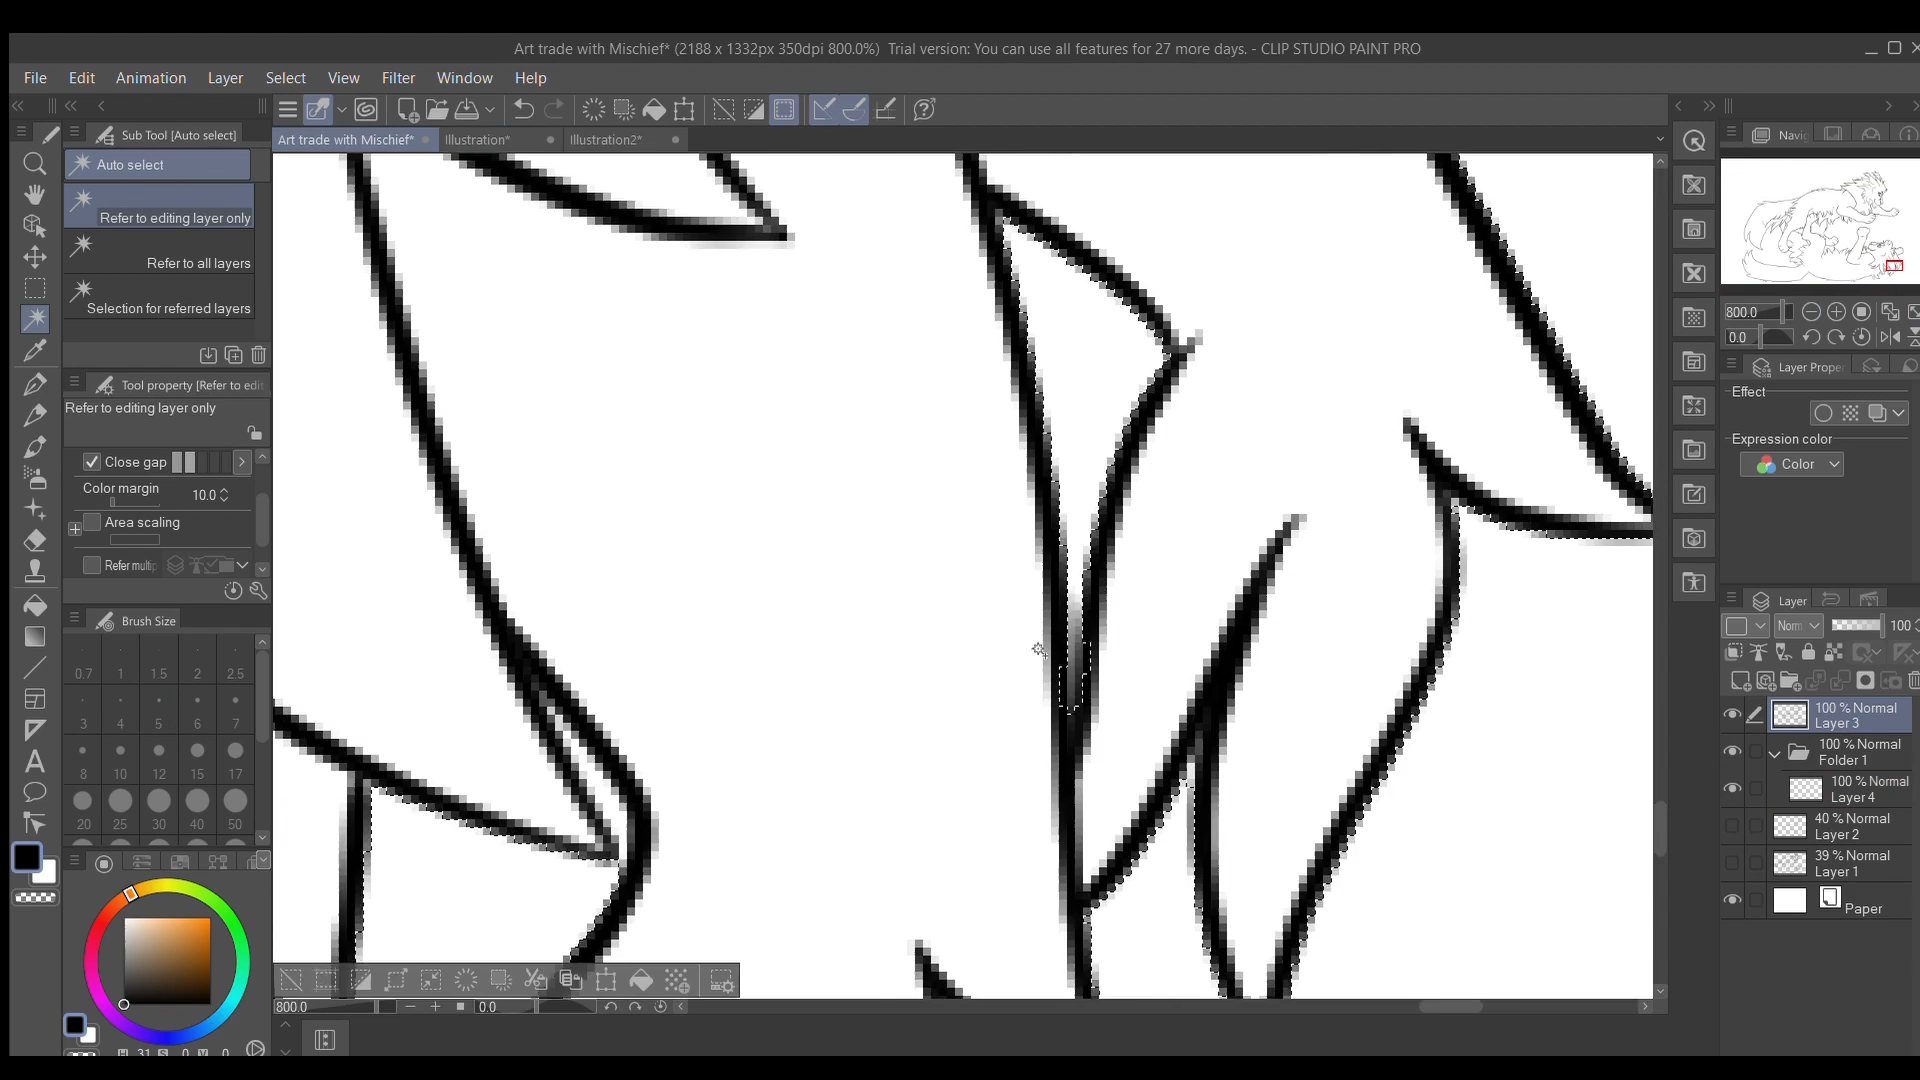 Art trade with Mischief* (2188 x 1332px 350dpi 800.0%)  Trial version: You can use all features for 27 more days. - CLIP STUDIO PAINT PRO
File Edit Animation Layer Select View Filter Window Help
Sub Tool [Auto select]
Art trade with Mischief* Illustration* Illustration2*
Auto select
Refer to editing layer only
Refer to all layers
Selection for referred layers
Tool property [Refer to edit
Refer to editing layer only
Close gap
Color margin 10.0
Area scaling
Refer multip
Brush Size
0.7 1 1.5 2 2.5
3 4 5 6 7
8 10 12 15 17
20 25 30 40 50
H 31 S 0 V 0
800.0 0.0
Navig
800.0
0.0
Layer Proper
Effect
Expression color
Color
Layer
Norm 100
100 % Normal
Layer 3
100 % Normal
Folder 1
100 % Normal
Layer 4
40 % Normal
Layer 2
39 % Normal
Layer 1
Paper